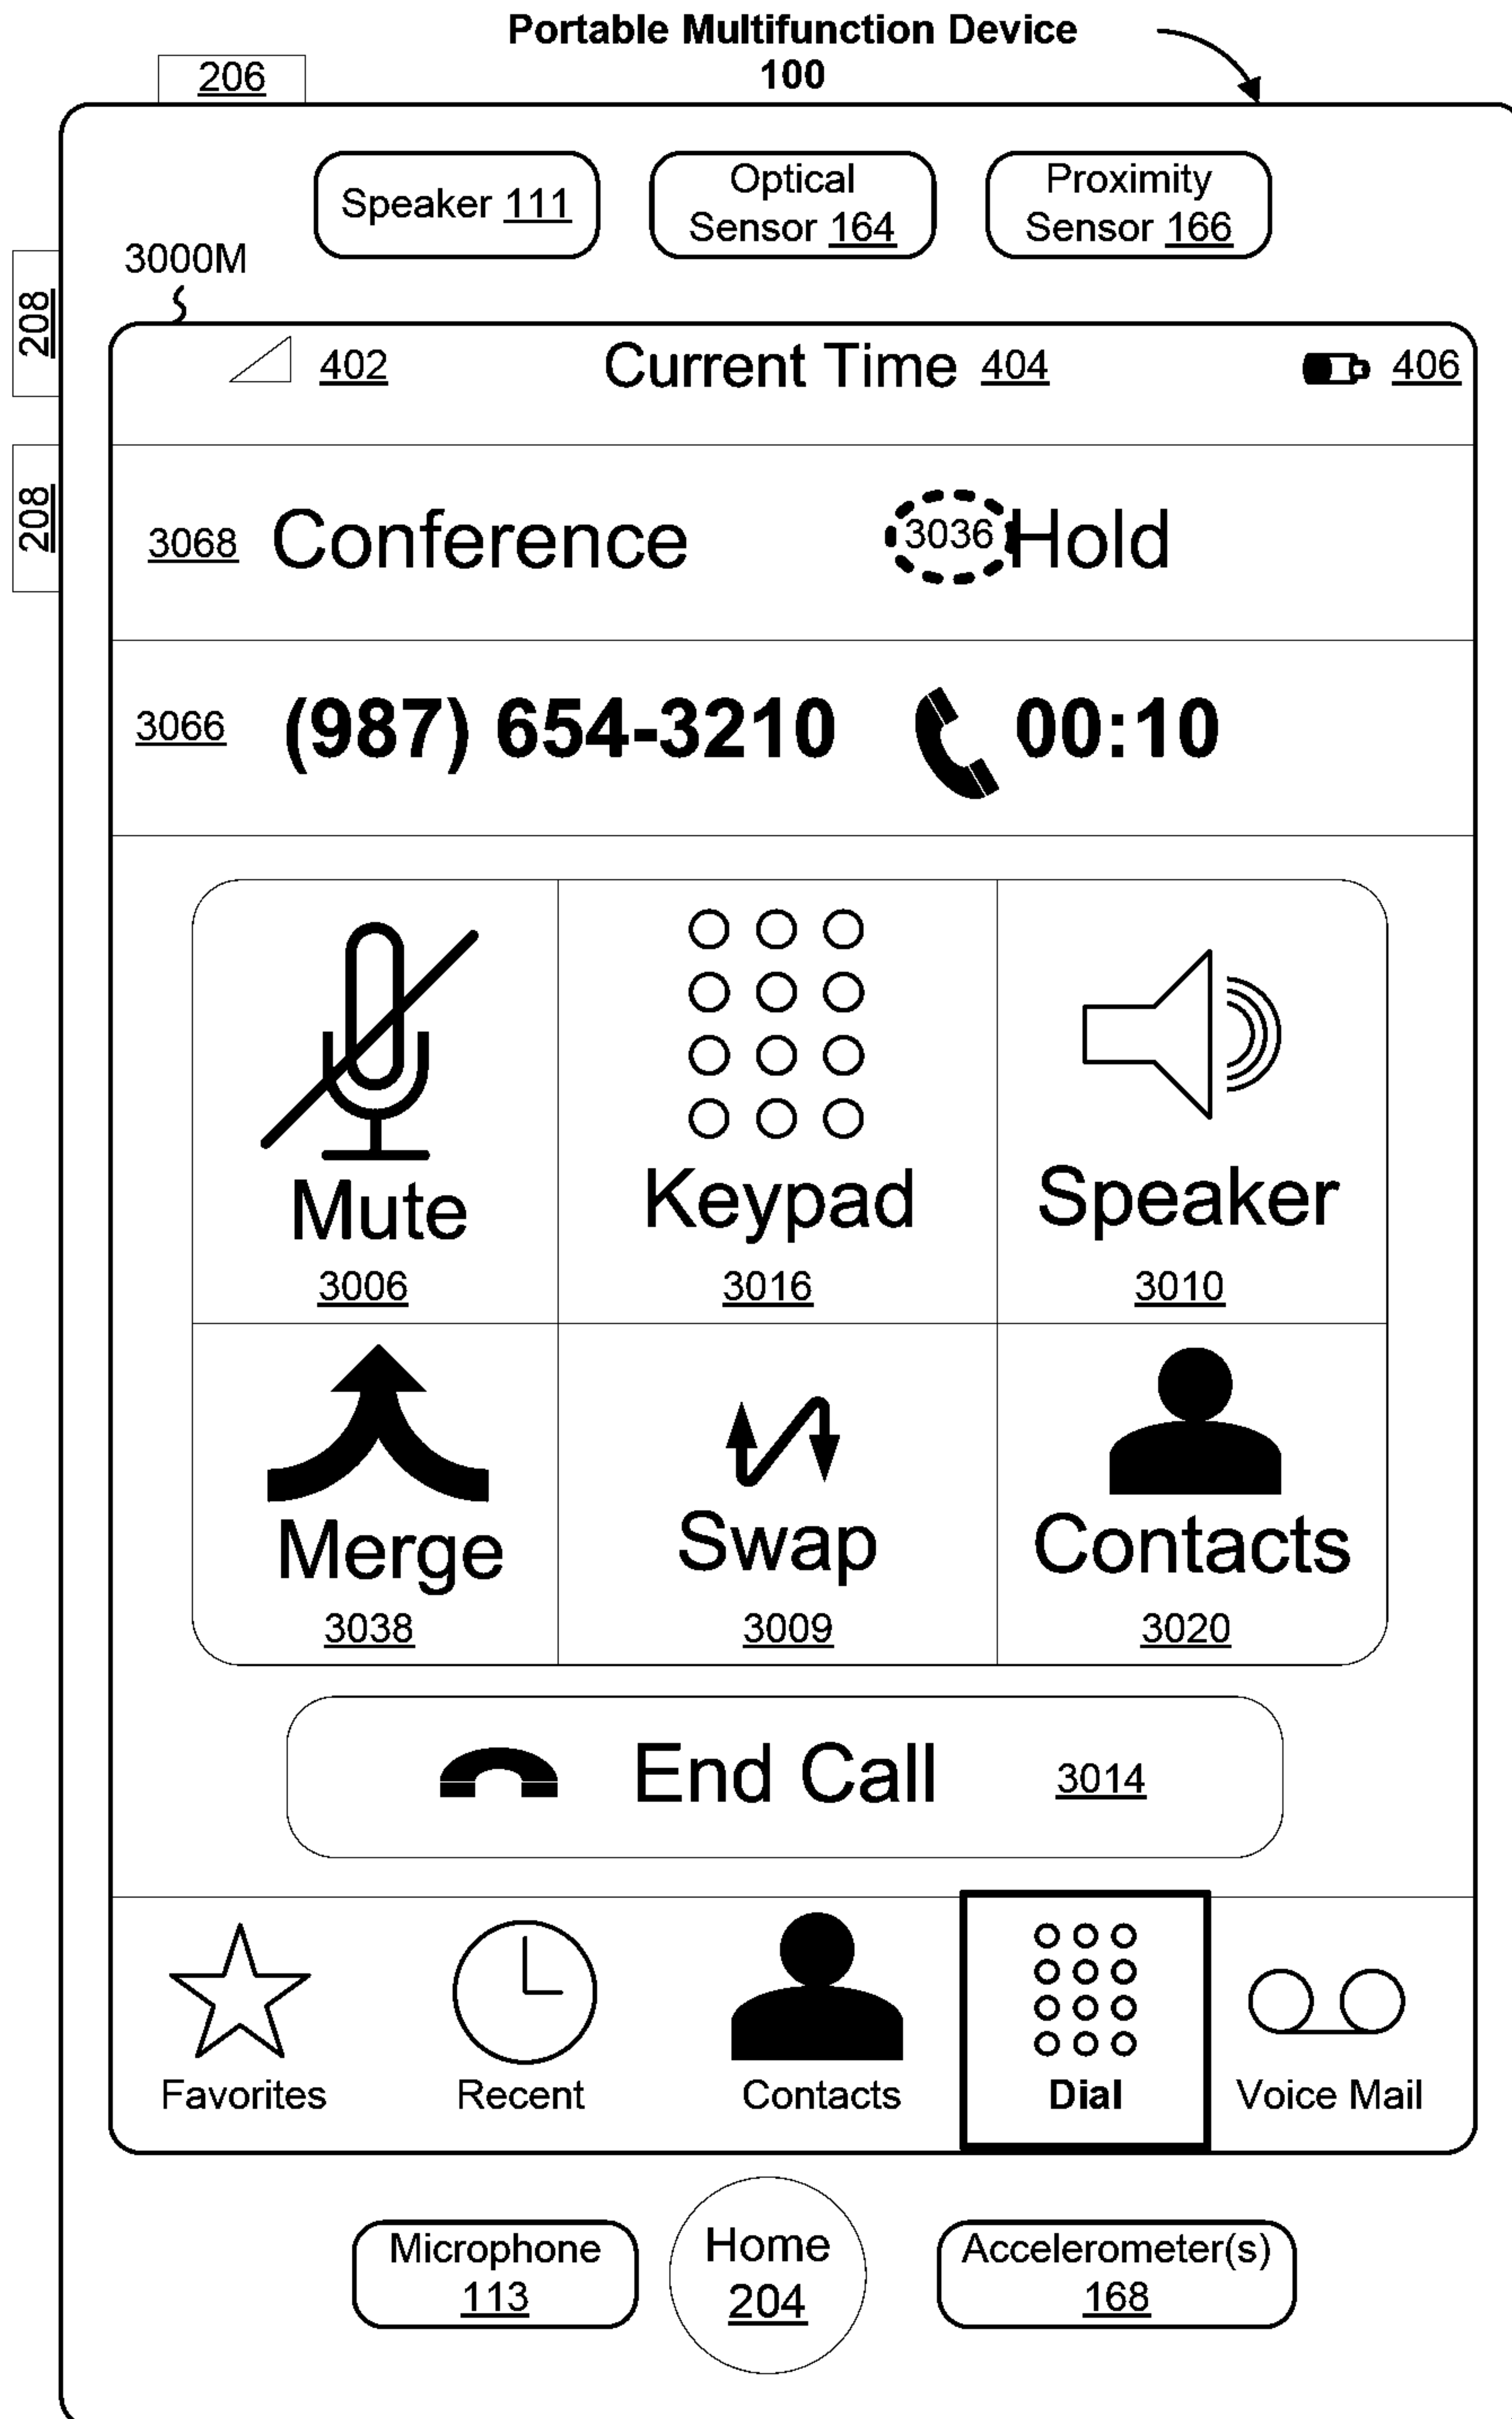 Portable Multifunction Device
100
206
Speaker 111
Optical
Sensor 164
Proximity
Sensor 166
3000M
208
208
402
Current Time 404
406
3068 Conference 3036 Hold
3066 (987) 654-3210 00:10
Mute
3006
Keypad
3016
Speaker
3010
Merge
3038
Swap
3009
Contacts
3020
End Call 3014
Favorites
Recent
Contacts
Dial
Voice Mail
Microphone
113
Home
204
Accelerometer(s)
168